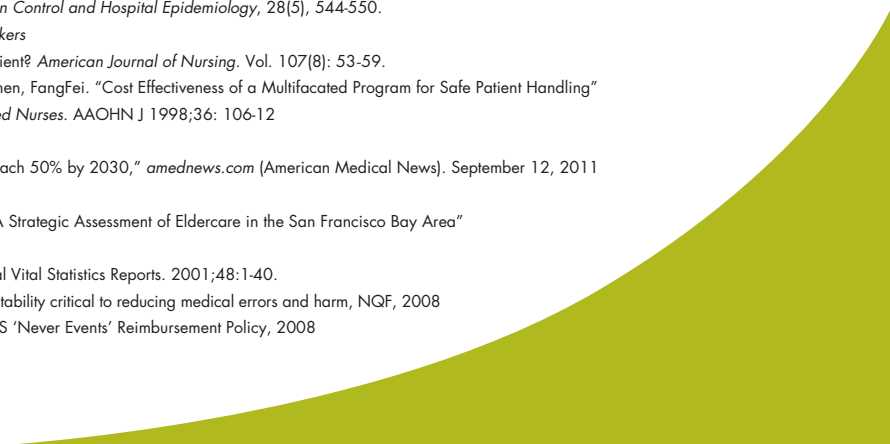 n Control and Hospital Epidemiology, 28(5), 544-550.
kers
ient? American Journal of Nursing. Vol. 107(8): 53-59.
nen, FangFei. “Cost Effectiveness of a Multifacated Program for Safe Patient Handling”
ed Nurses. AAOHN J 1998;36: 106-12
ach 50% by 2030,” amednews.com (American Medical News). September 12, 2011
A Strategic Assessment of Eldercare in the San Francisco Bay Area”
al Vital Statistics Reports. 2001;48:1-40.
tability critical to reducing medical errors and harm, NQF, 2008
S ‘Never Events’ Reimbursement Policy, 2008